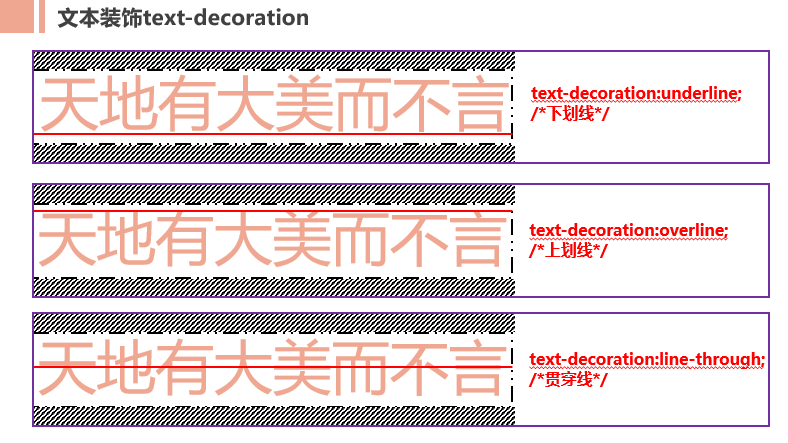 文本装饰text-decoration
天地有大美而不言
text-decoration:underline;
/*下划线*/
天地有大美而不言
text-decoration:overline;
/*上划线*/
天地有大美而不言
text-decoration:line-through;
/*贯穿线*/